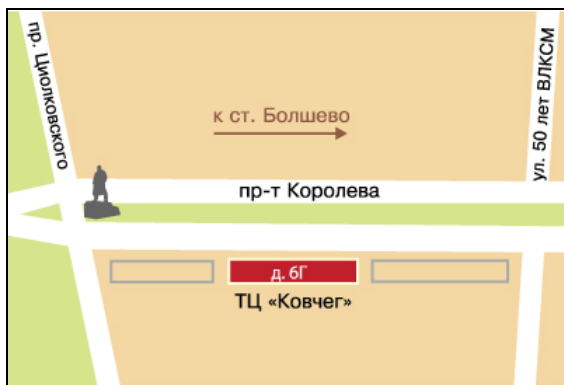 пр. Циолковского
ул. 50 лет ВЛКСМ
к ст. Болшево
пр-т Королева
д. 6Г
ТЦ «Ковчег»